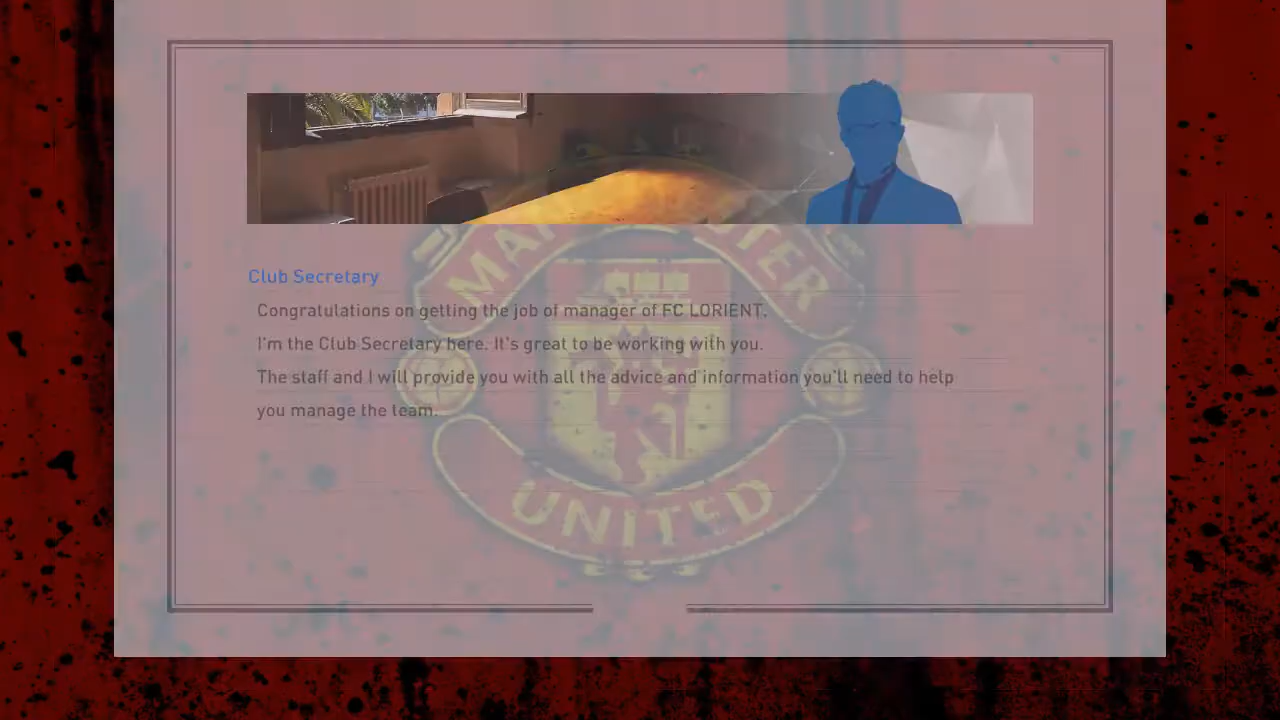 Club Secretary
Congratulations on getting the job of manager of FC LORIENT.
I'm the Club Secretary here. It's great to be working with you.
The staff and I will provide you with all the advice and information you'll need to help
you manage the team.
MAN TER
UNITED